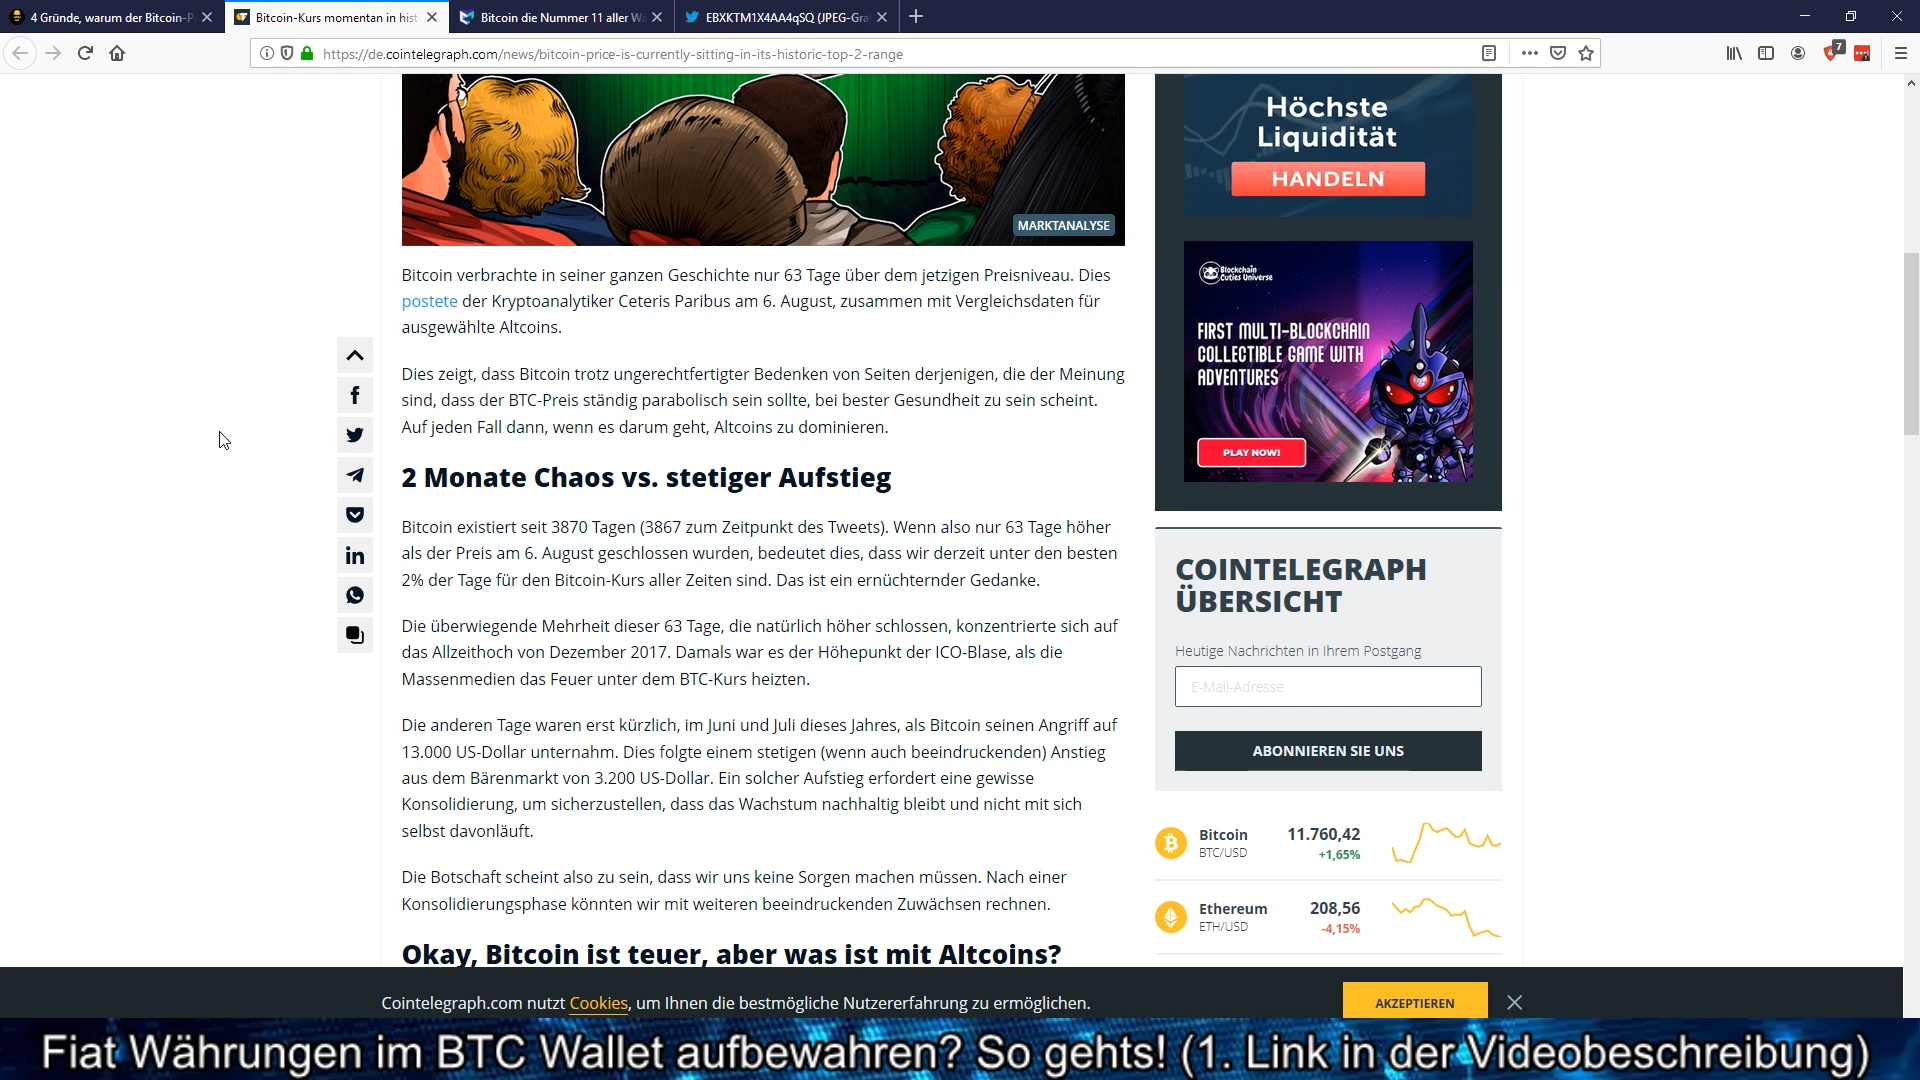 4 Gründe, warum der Bitcoin-P
Bitcoin-Kurs momentan in hist
Bitcoin die Nummer 11 aller W
EBXKTM1X4AA4qSQ (JPEG-Gra
https://de.cointelegraph.com/news/bitcoin-price-is-currently-sitting-in-its-historic-top-2-range
7
MARKTANALYSE
Höchste
Liquidität
HANDELN
Blockchain
Cuties Universe
FIRST MULTI-BLOCKCHAIN
COLLECTIBLE GAME WITH
ADVENTURES
PLAY NOW!
Bitcoin verbrachte in seiner ganzen Geschichte nur 63 Tage über dem jetzigen Preisniveau. Dies
postete der Kryptoanalytiker Ceteris Paribus am 6. August, zusammen mit Vergleichsdaten für
ausgewählte Altcoins.
Dies zeigt, dass Bitcoin trotz ungerechtfertigter Bedenken von Seiten derjenigen, die der Meinung
sind, dass der BTC-Preis ständig parabolisch sein sollte, bei bester Gesundheit zu sein scheint.
Auf jeden Fall dann, wenn es darum geht, Altcoins zu dominieren.
2 Monate Chaos vs. stetiger Aufstieg
Bitcoin existiert seit 3870 Tagen (3867 zum Zeitpunkt des Tweets). Wenn also nur 63 Tage höher
als der Preis am 6. August geschlossen wurden, bedeutet dies, dass wir derzeit unter den besten
2% der Tage für den Bitcoin-Kurs aller Zeiten sind. Das ist ein ernüchternder Gedanke.
Die überwiegende Mehrheit dieser 63 Tage, die natürlich höher schlossen, konzentrierte sich auf
das Allzeithoch von Dezember 2017. Damals war es der Höhepunkt der ICO-Blase, als die
Massenmedien das Feuer unter dem BTC-Kurs heizten.
Die anderen Tage waren erst kürzlich, im Juni und Juli dieses Jahres, als Bitcoin seinen Angriff auf
13.000 US-Dollar unternahm. Dies folgte einem stetigen (wenn auch beeindruckenden) Anstieg
aus dem Bärenmarkt von 3.200 US-Dollar. Ein solcher Aufstieg erfordert eine gewisse
Konsolidierung, um sicherzustellen, dass das Wachstum nachhaltig bleibt und nicht mit sich
selbst davonläuft.
Die Botschaft scheint also zu sein, dass wir uns keine Sorgen machen müssen. Nach einer
Konsolidierungsphase könnten wir mit weiteren beeindruckenden Zuwächsen rechnen.
Okay, Bitcoin ist teuer, aber was ist mit Altcoins?
COINTELEGRAPH
ÜBERSICHT
Heutige Nachrichten in Ihrem Postgang
E-Mail-Adresse
ABONNIEREN SIE UNS
Bitcoin 11.760,42
BTC/USD +1,65%
Ethereum 208,56
ETH/USD -4,15%
Cointelegraph.com nutzt Cookies, um Ihnen die bestmögliche Nutzererfahrung zu ermöglichen.
AKZEPTIEREN
Fiat Währungen im BTC Wallet aufbewahren? So gehts! (1. Link in der Videobeschreibung)